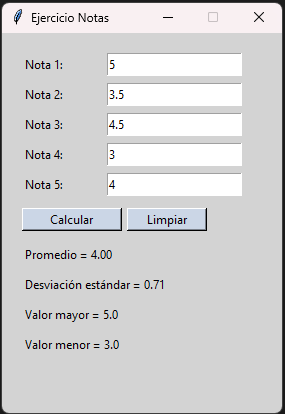 Ejercicio Notas
Nota 1: 5
Nota 2: 3.5
Nota 3: 4.5
Nota 4: 3
Nota 5: 4
Calcular Limpiar
Promedio = 4.00
Desviación estándar = 0.71
Valor mayor = 5.0
Valor menor = 3.0